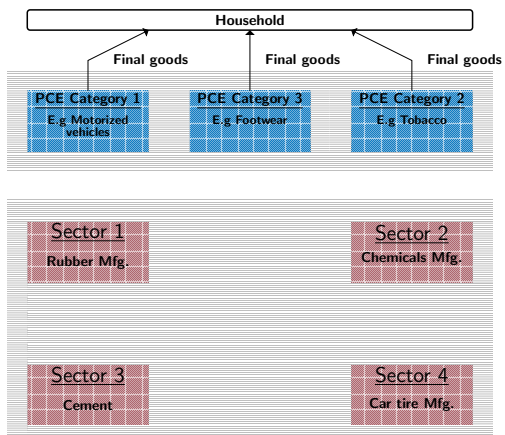 Household
Final goods
Final goods
Final goods
PCE Category 1
E.g Motorized
vehicles
PCE Category 3
E.g Footwear
PCE Category 2
E.g Tobacco
Sector 1
Rubber Mfg.
Sector 2
Chemicals Mfg.
Sector 3
Cement
Sector 4
Car tire Mfg.